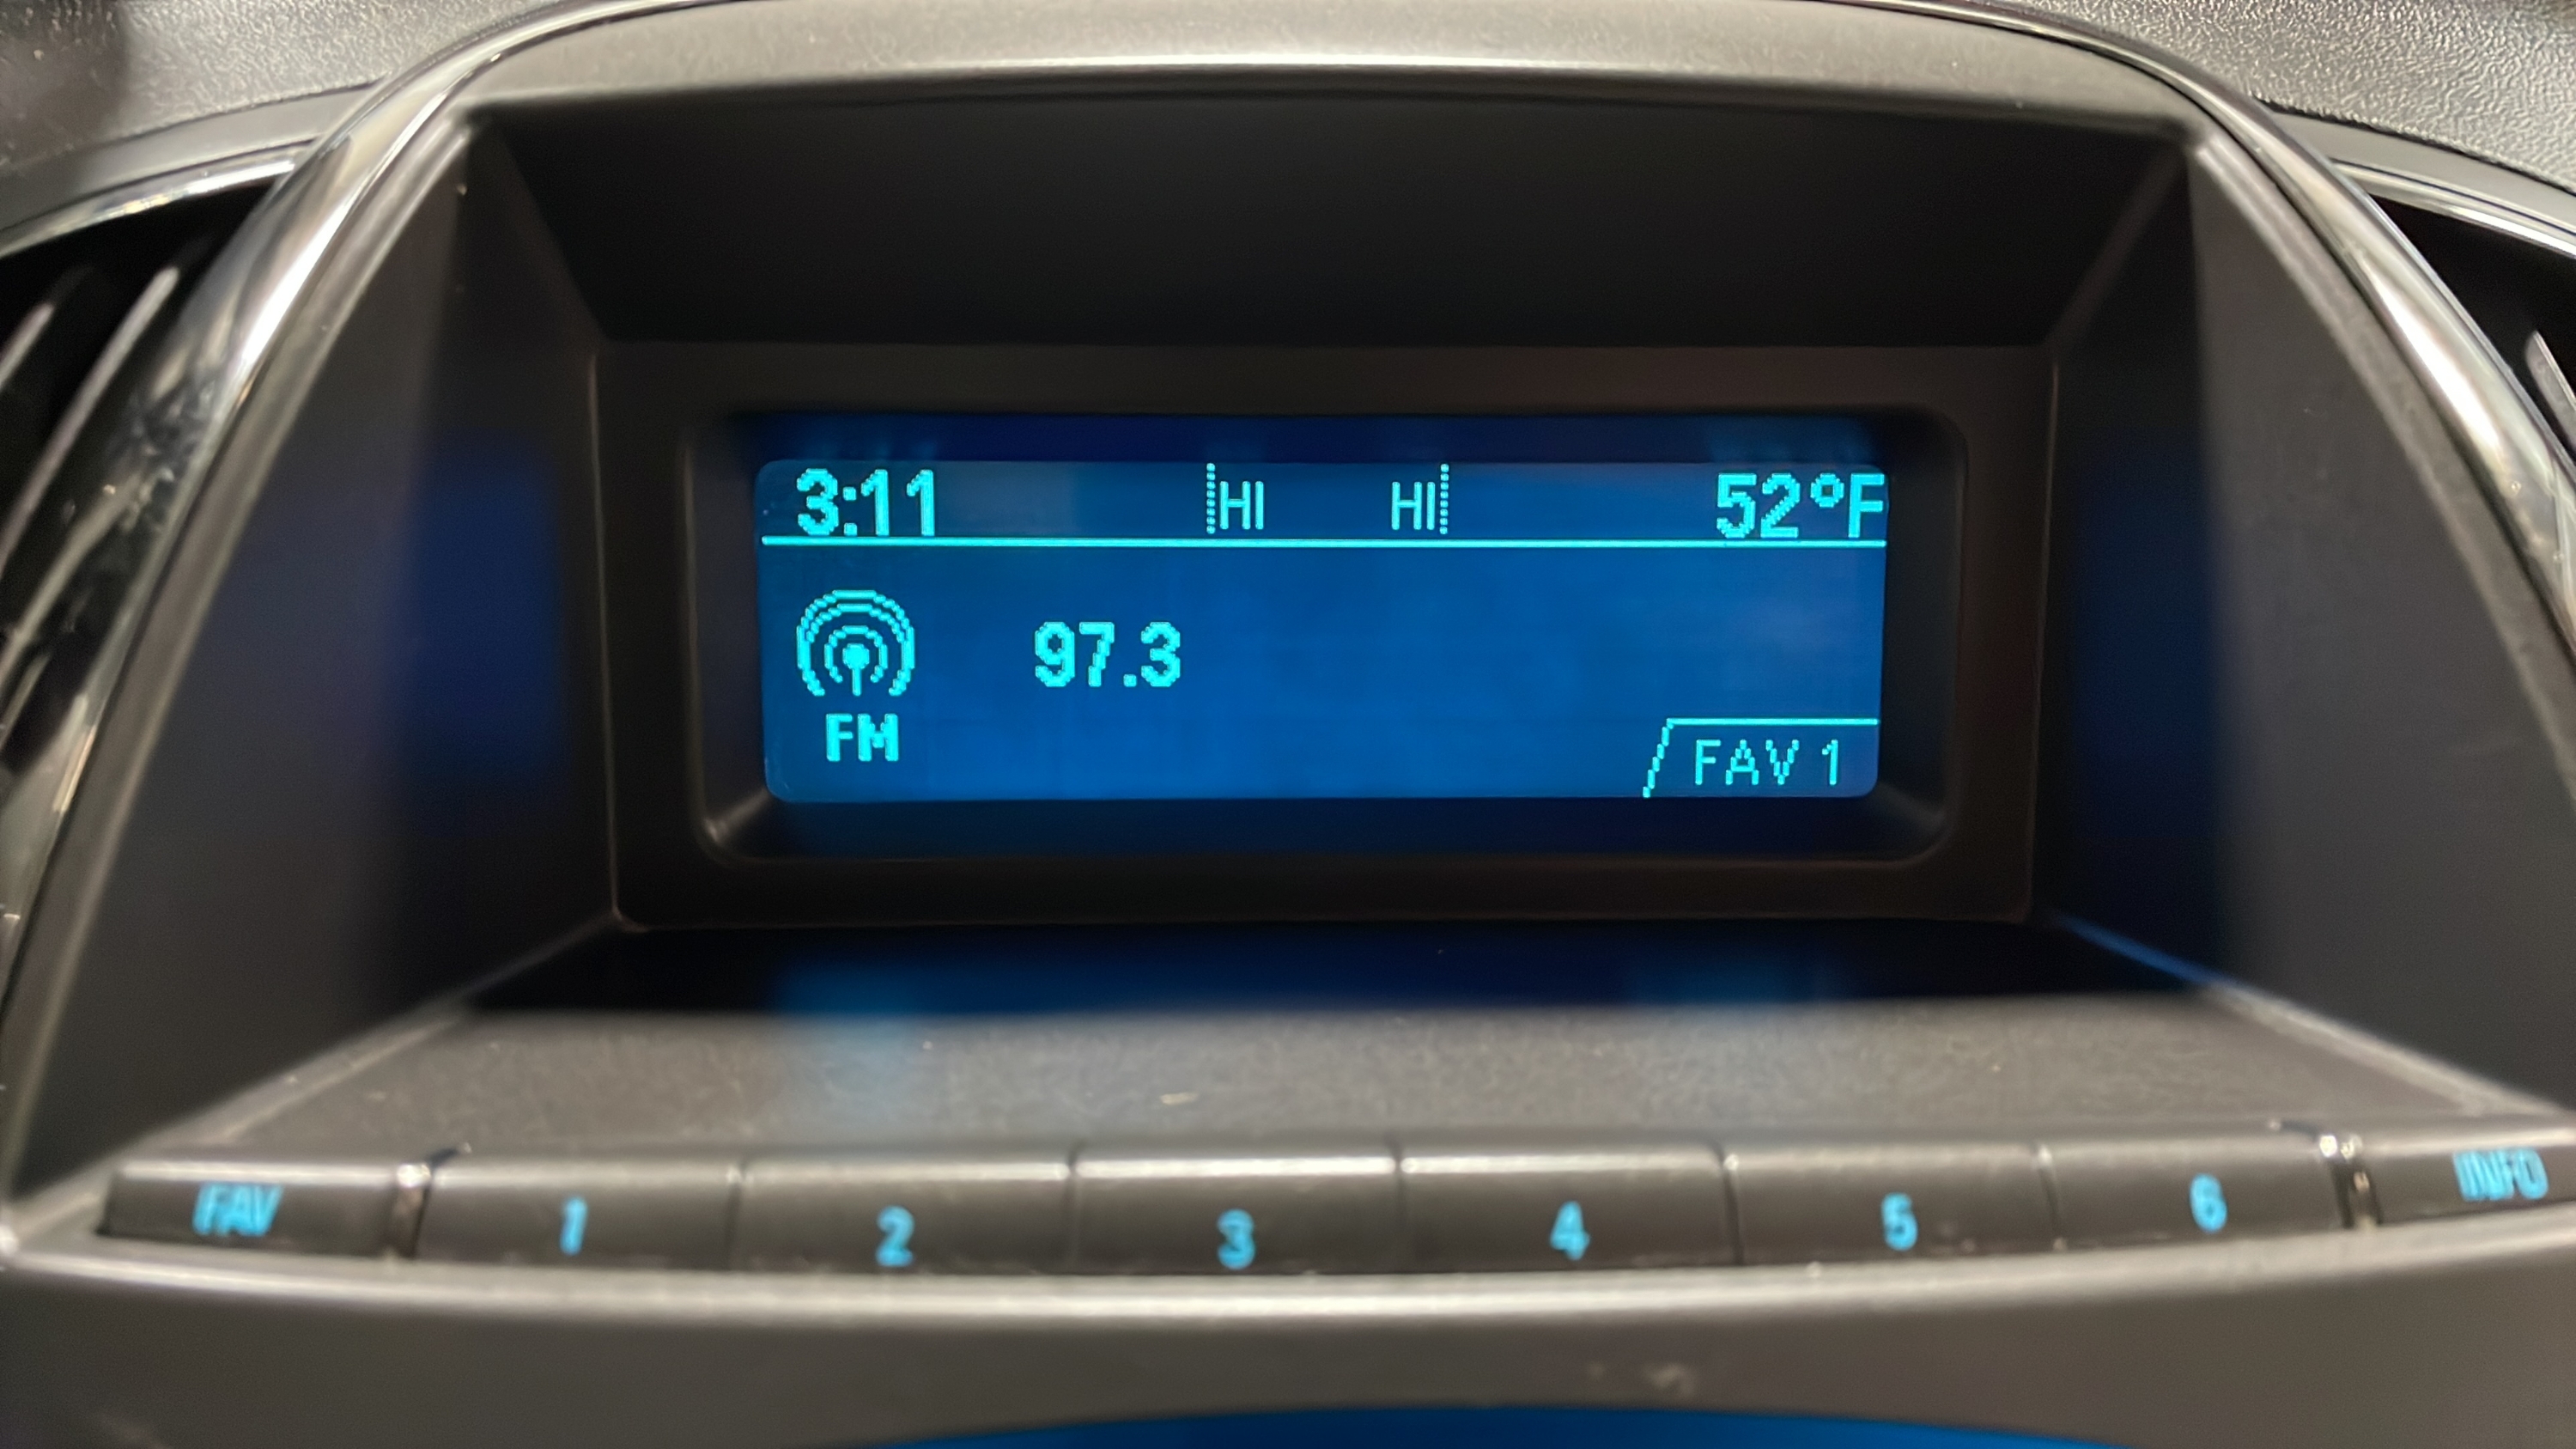 3:11 HI HI 52°F
97.3
FM
FAV 1
FAV 1 2 3 4 5 6 INFO